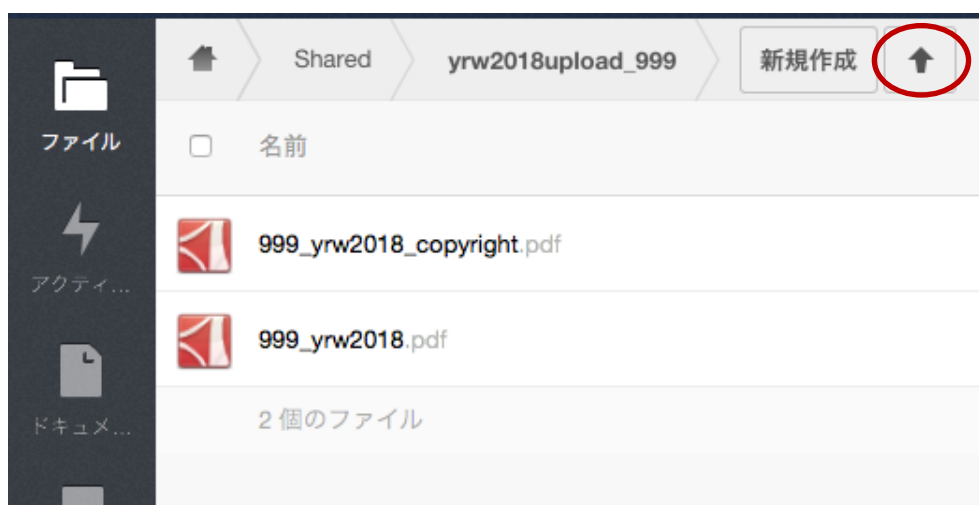 Shared
yrw2018upload_999
新規作成
ファイル
名前
999_yrw2018_copyright.pdf
アクティ...
999_yrw2018.pdf
ドキュメ...
2 個のファイル